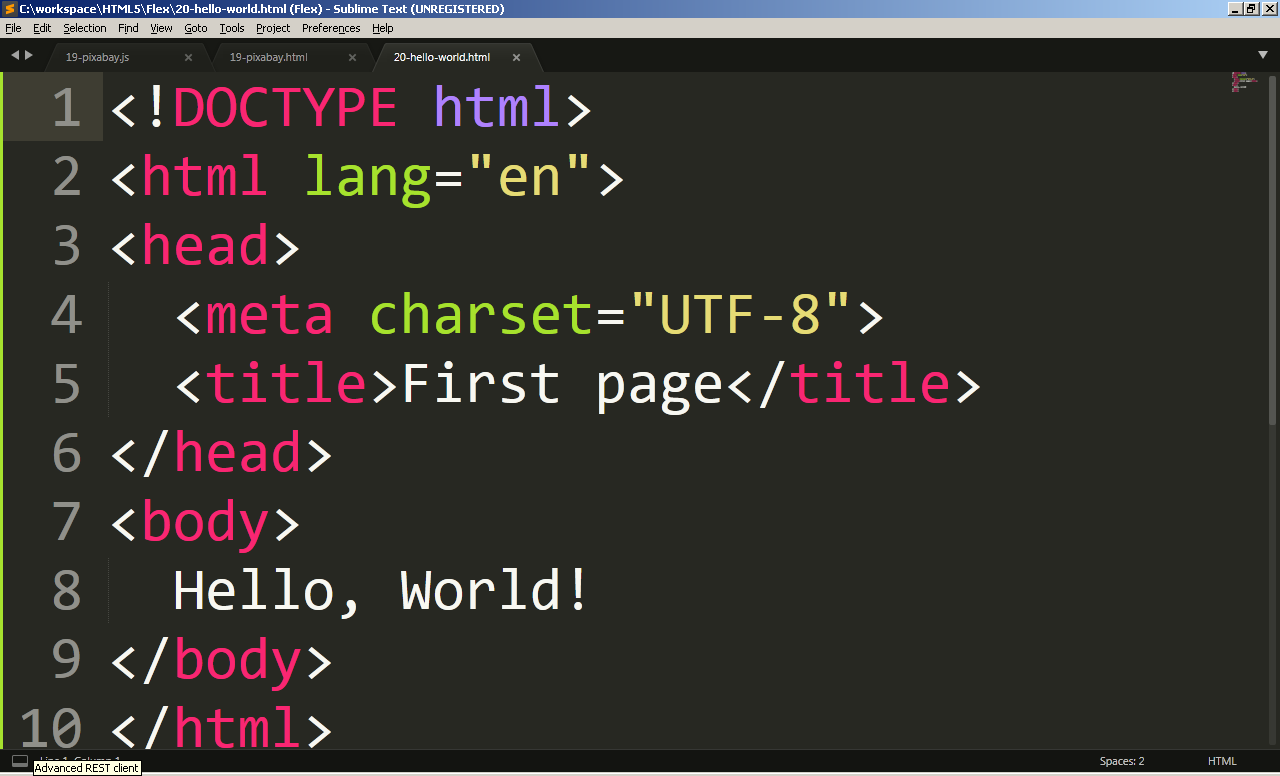 C:\workspace\HTML5\Flex\20-hello-world.html (Flex) - Sublime Text (UNREGISTERED)
File Edit Selection Find View Goto Tools Project Preferences Help
19-pixabay.js 19-pixabay.html 20-hello-world.html
1 <!DOCTYPE html>
2 <html lang="en">
3 <head>
4 <meta charset="UTF-8">
5 <title>First page</title>
6 </head>
7 <body>
8 Hello, World!
9 </body>
10 </html>
Spaces: 2 HTML
Advanced REST client